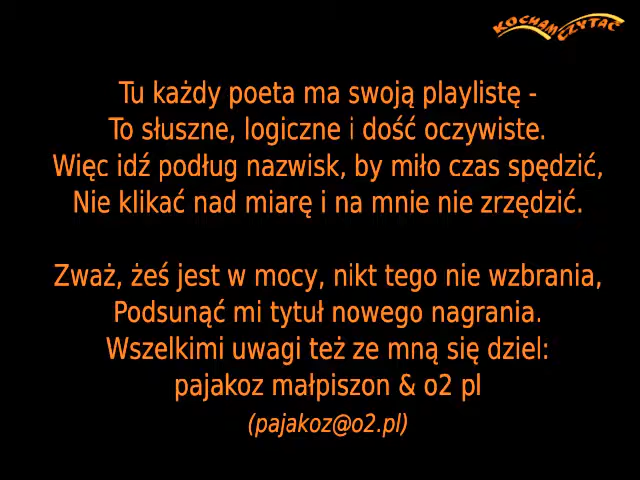 KOCHAM CZYTAĆ
Tu każdy poeta ma swoją playlistę -
To słuszne, logiczne i dość oczywiste.
Więc idź podług nazwisk, by miło czas spędzić,
Nie klikać nad miarę i na mnie nie zrzędzić.
Zważ, żeś jest w mocy, nikt tego nie wzbrania,
Podsunąć mi tytuł nowego nagrania.
Wszelkimi uwagi też ze mną się dziel:
pajakoz małpiszon & o2 pl
(pajakoz@o2.pl)